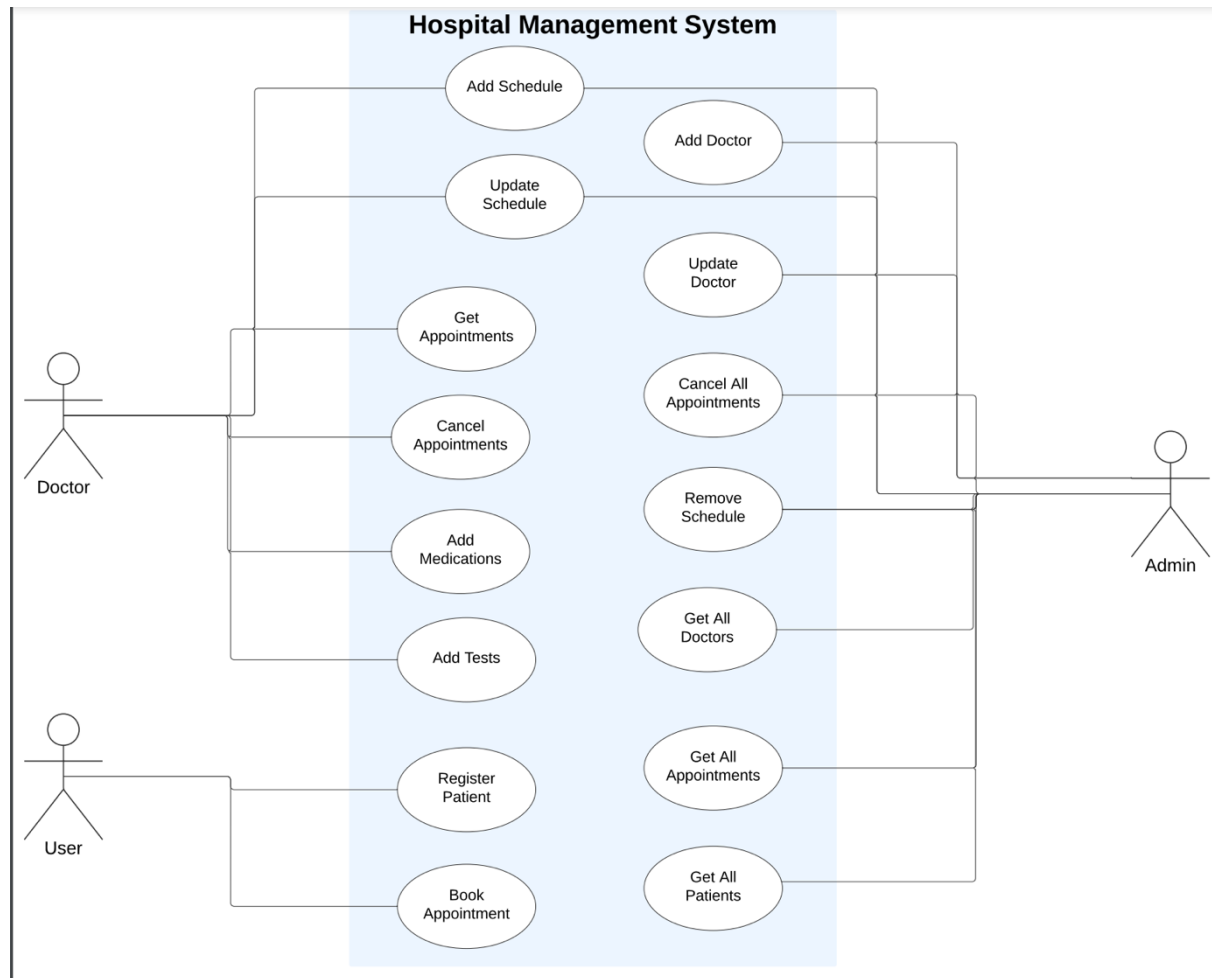 Hospital Management System
Add Schedule
Add Doctor
Update
Schedule
Update
Doctor
Get
Appointments
Cancel All
Appointments
Cancel
Appointments
Doctor
Remove
Schedule
Admin
Add
Medications
Get All
Doctors
Add Tests
Register
Patient
Get All
Appointments
User
Get All
Patients
Book
Appointment